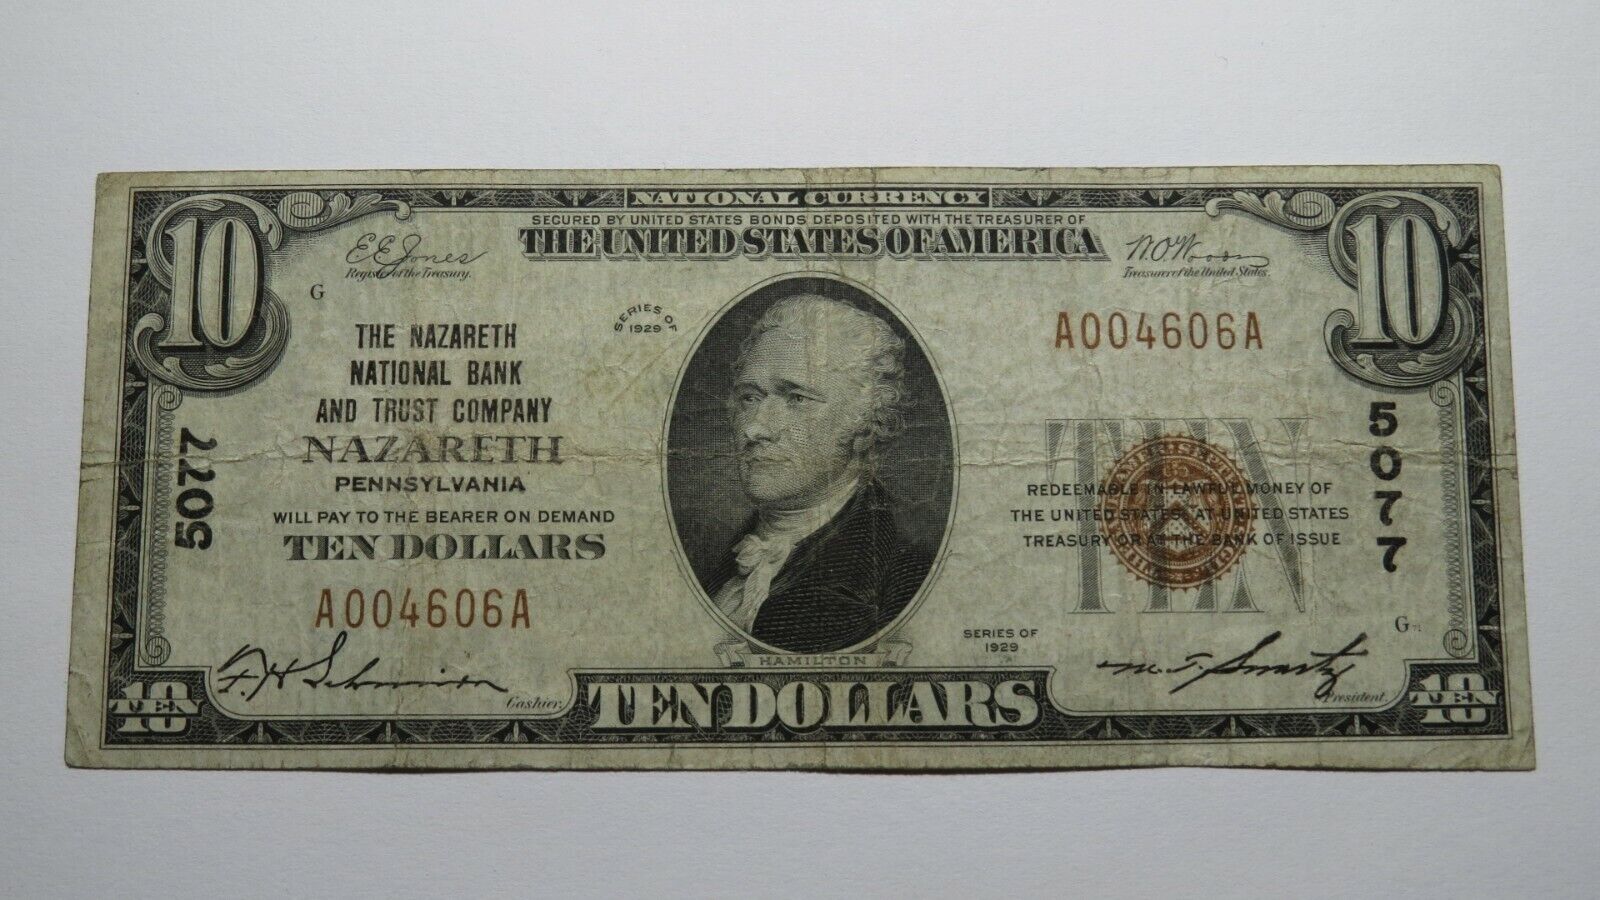 NATIONAL CURRENCY
SECURED BY UNITED STATES BONDS DEPOSITED WITH THE TREASURER OF
THE UNITED STATES OF AMERICA
10
10
E E Jones
Register of the Treasury.
W.O. Woods
Treasurer of the United States.
G
SERIES OF
1929
THE NAZARETH
NATIONAL BANK
AND TRUST COMPANY
NAZARETH
PENNSYLVANIA
WILL PAY TO THE BEARER ON DEMAND
TEN DOLLARS
A004606A
A004606A
5077
5077
TEN
REDEEMABLE IN LAWFUL MONEY OF
THE UNITED STATES AT UNITED STATES
TREASURY OR AT THE BANK OF ISSUE
SERIES OF
1929
G
HAMILTON
Cashier.
President.
10
TEN
TEN DOLLARS
10
TEN